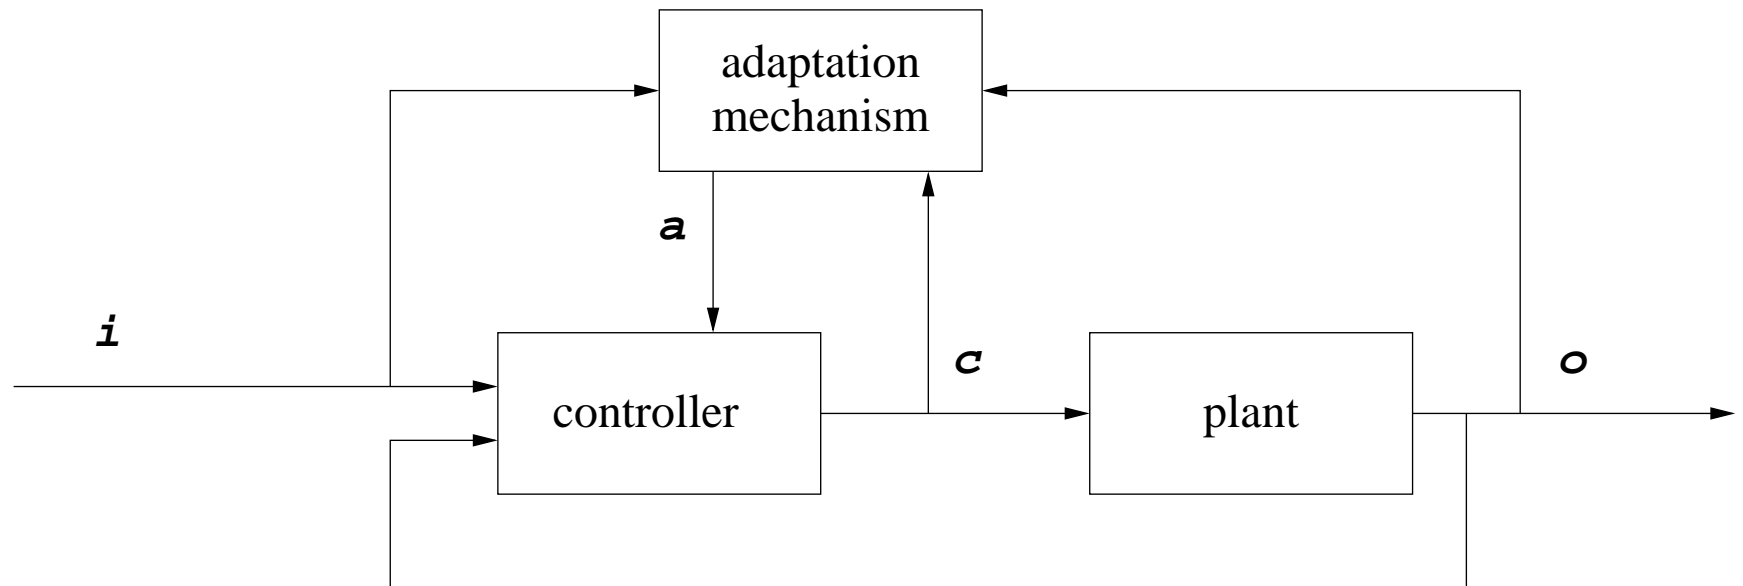 adaptation
mechanism
a
i
c
o
controller
plant